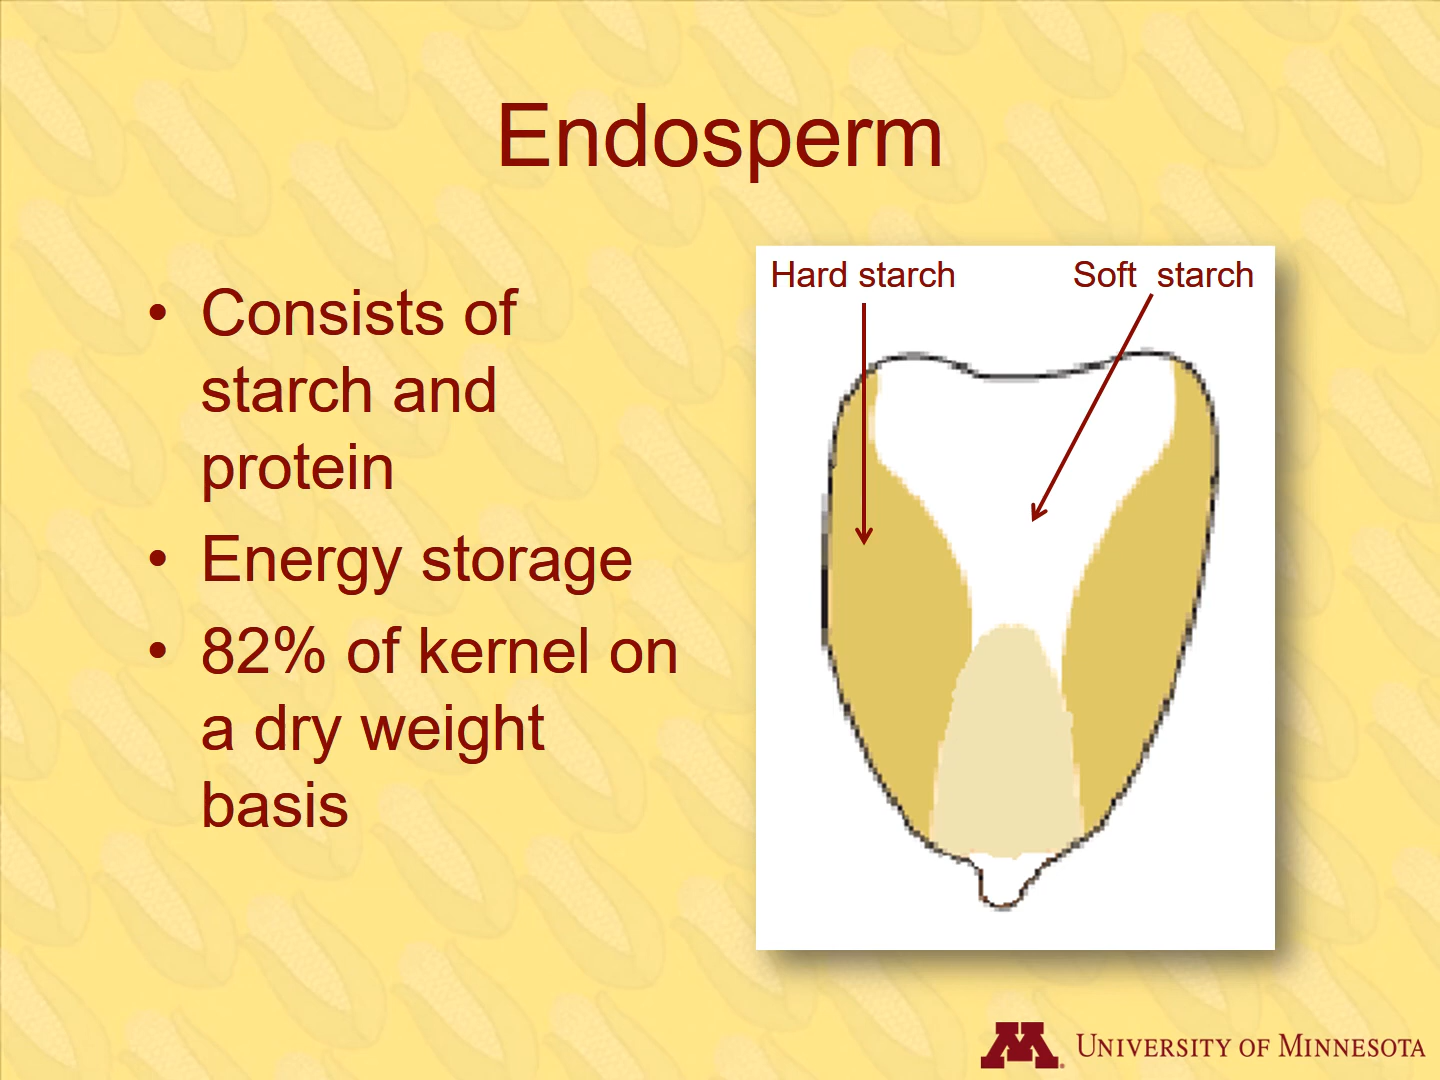 Endosperm
• Consists of
starch and
protein
• Energy storage
• 82% of kernel on
a dry weight
basis
Hard starch
Soft starch
M
UNIVERSITY OF MINNESOTA